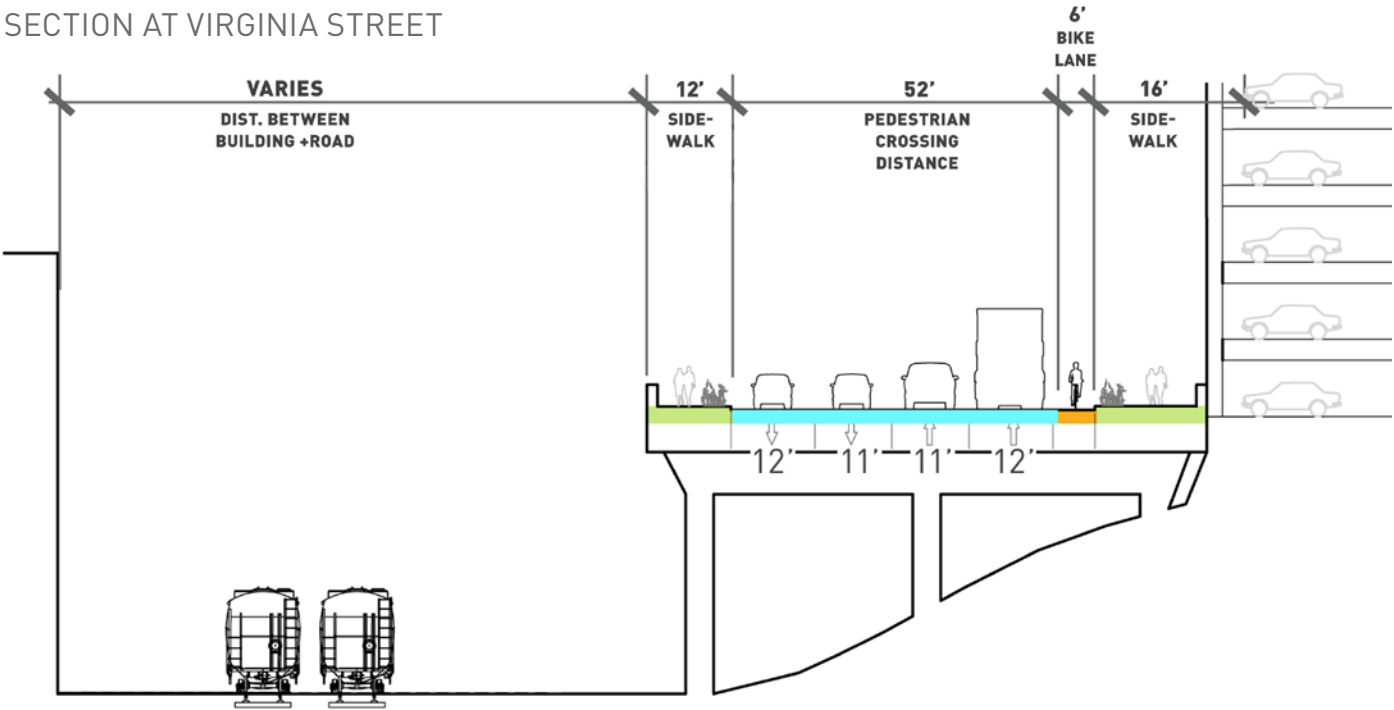 SECTION AT VIRGINIA STREET
6’
BIKE
LANE
VARIES
DIST. BETWEEN
BUILDING +ROAD
12’
SIDE-
WALK
52’
PEDESTRIAN
CROSSING
DISTANCE
16’
SIDE-
WALK
12’ 11’ 11’ 12’